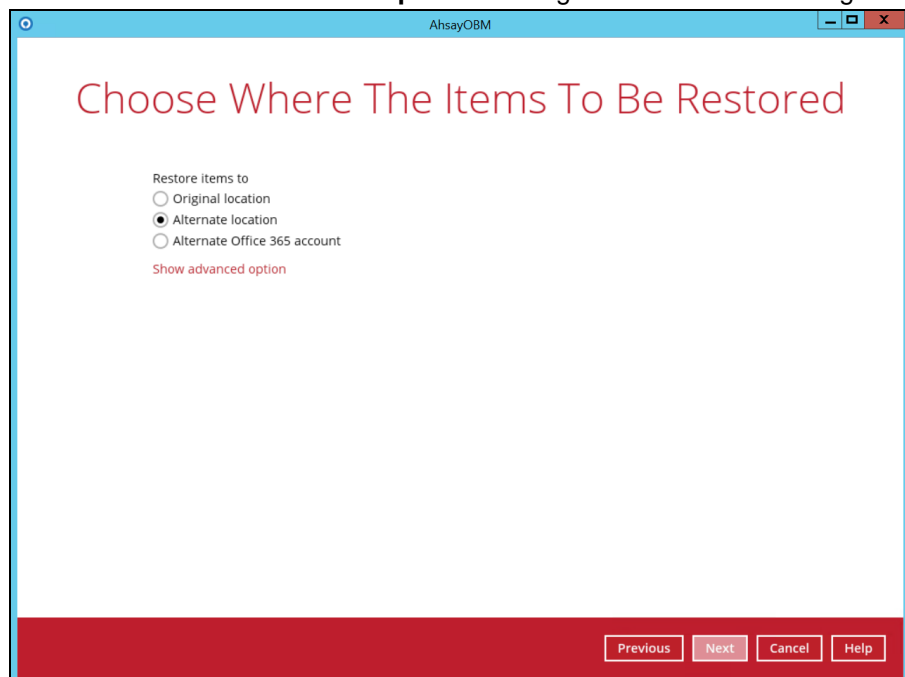 AhsayOBM
Choose Where The Items To Be Restored
Restore items to
Original location
Alternate location
Alternate Office 365 account
Show advanced option
Previous Next Cancel Help